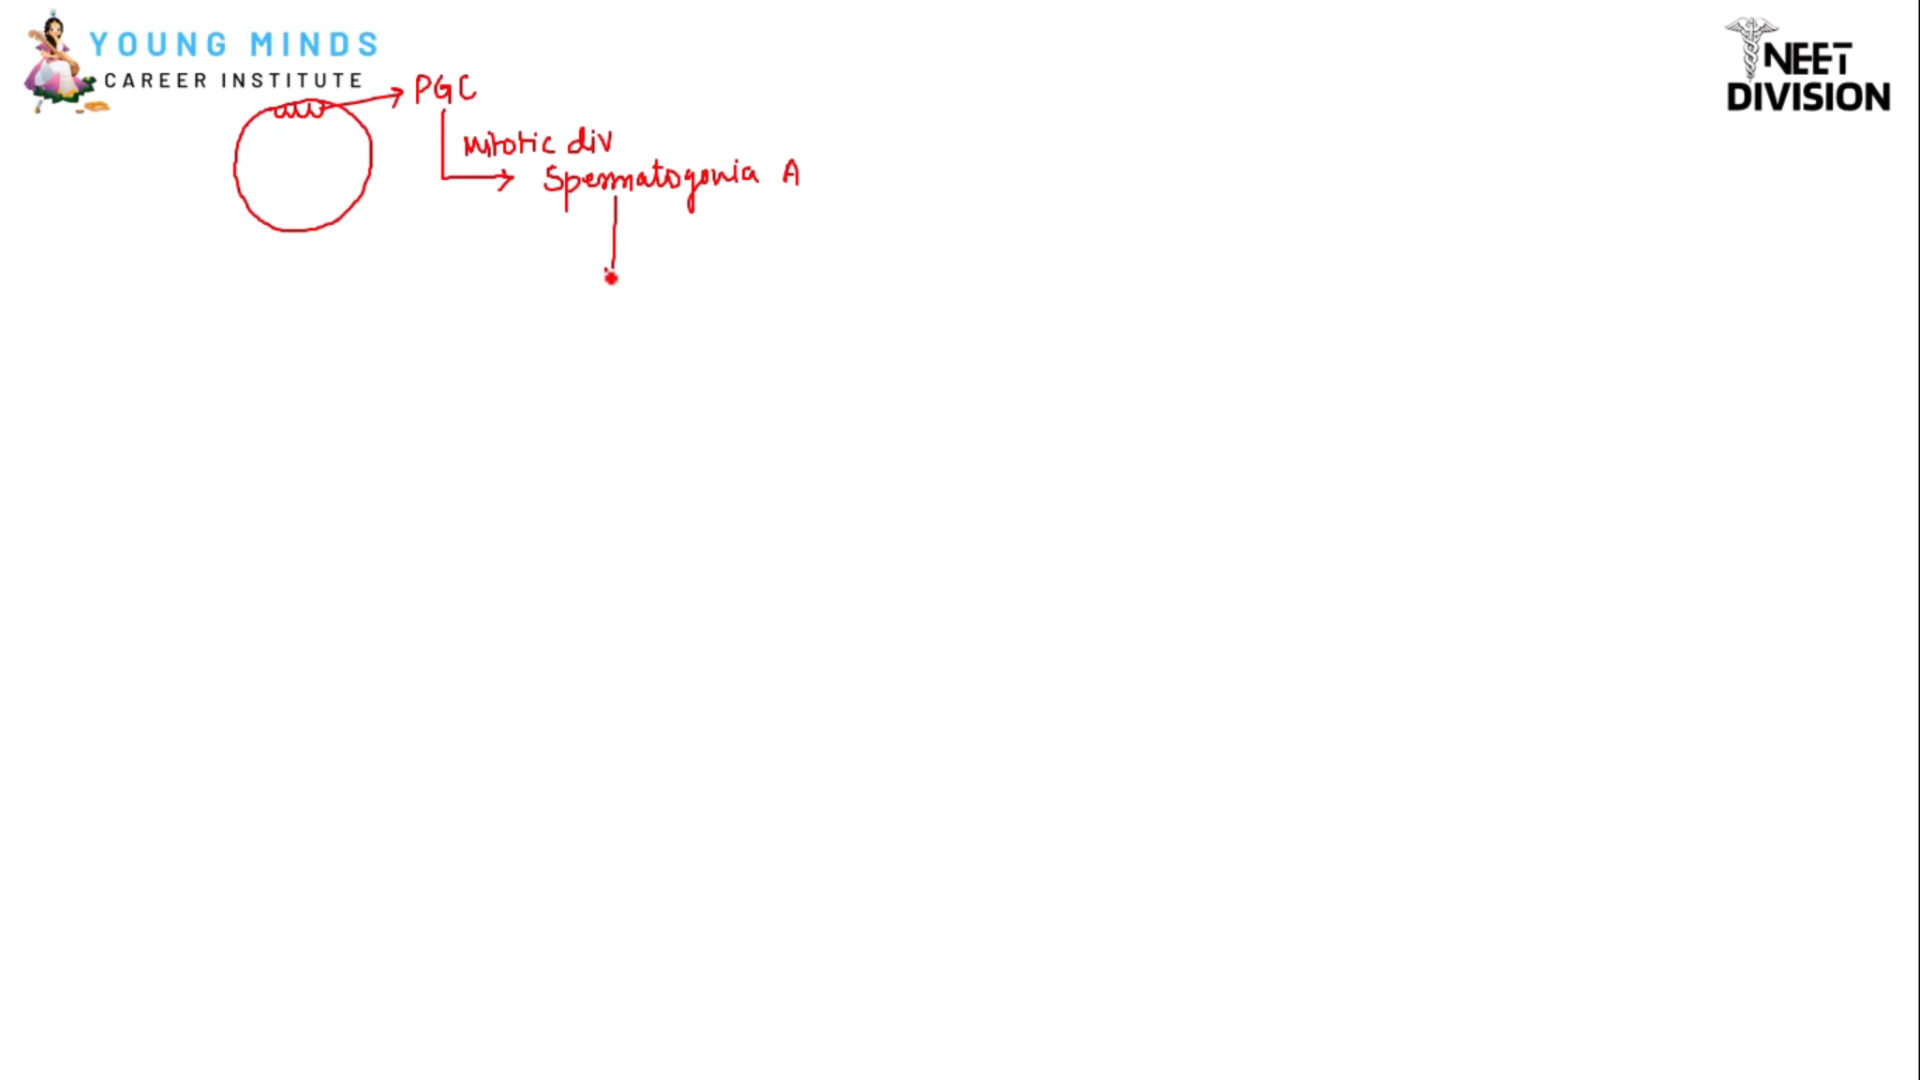 YOUNG MINDS
CAREER INSTITUTE
NEET
DIVISION
PGC
Mitotic div
Spermatogonia A